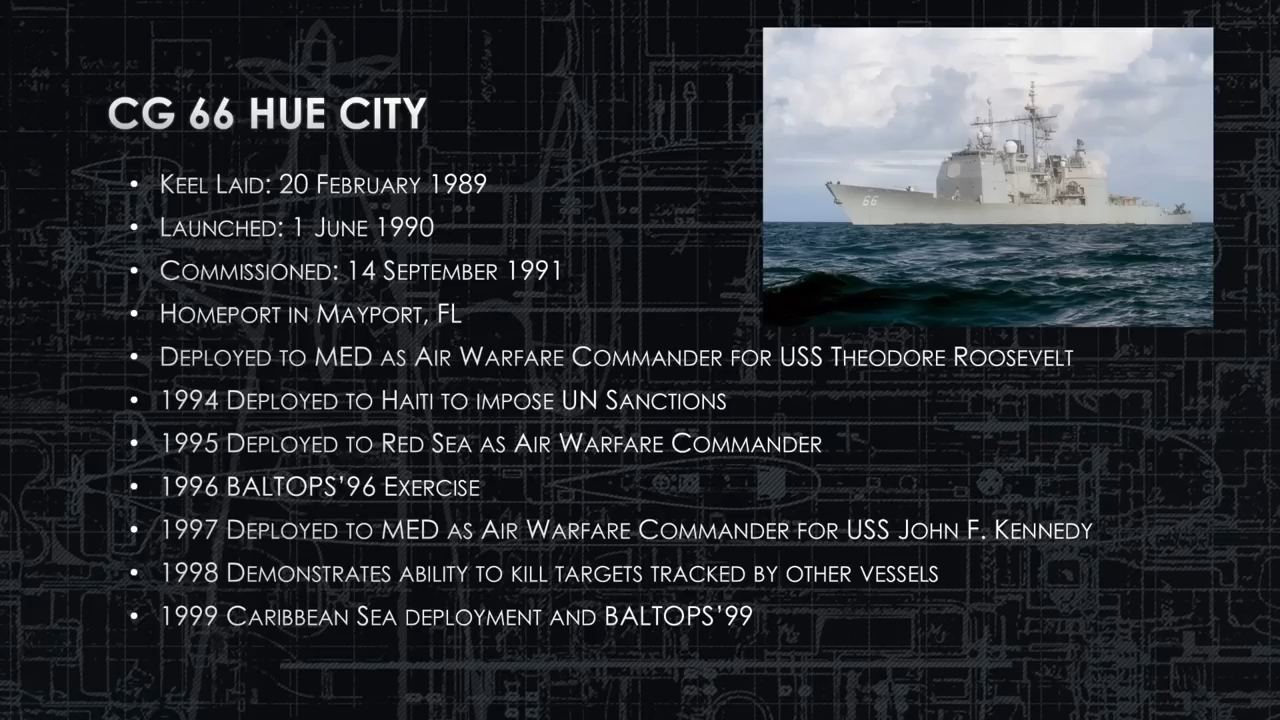 CG 66 HUE CITY
66
• KEEL LAID: 20 FEBRUARY 1989
• LAUNCHED: 1 JUNE 1990
• COMMISSIONED: 14 SEPTEMBER 1991
• HOMEPORT IN MAYPORT, FL
• DEPLOYED TO MED AS AIR WARFARE COMMANDER FOR USS THEODORE ROOSEVELT
• 1994 DEPLOYED TO HAITI TO IMPOSE UN SANCTIONS
• 1995 DEPLOYED TO RED SEA AS AIR WARFARE COMMANDER
• 1996 BALTOPS'96 EXERCISE
• 1997 DEPLOYED TO MED AS AIR WARFARE COMMANDER FOR USS JOHN F. KENNEDY
• 1998 DEMONSTRATES ABILITY TO KILL TARGETS TRACKED BY OTHER VESSELS
• 1999 CARIBBEAN SEA DEPLOYMENT AND BALTOPS'99